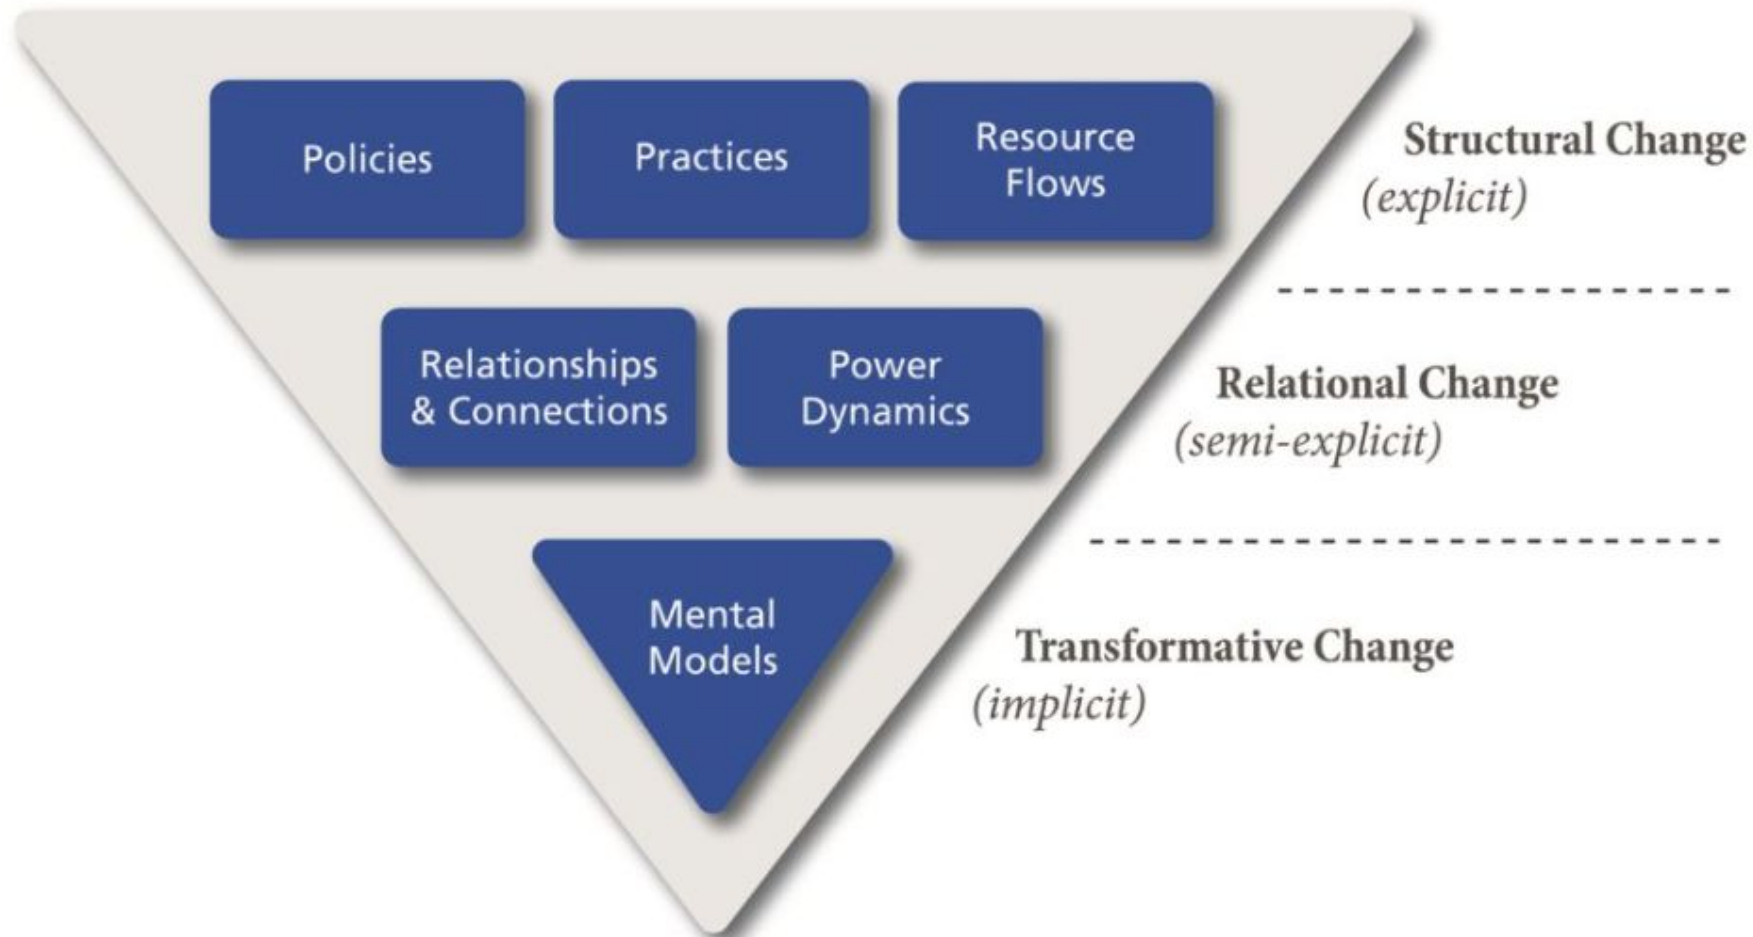 Policies
Practices
Resource
Flows
Structural Change
(explicit)
Relationships
& Connections
Power
Dynamics
Relational Change
(semi-explicit)
Mental
Models
Transformative Change
(implicit)